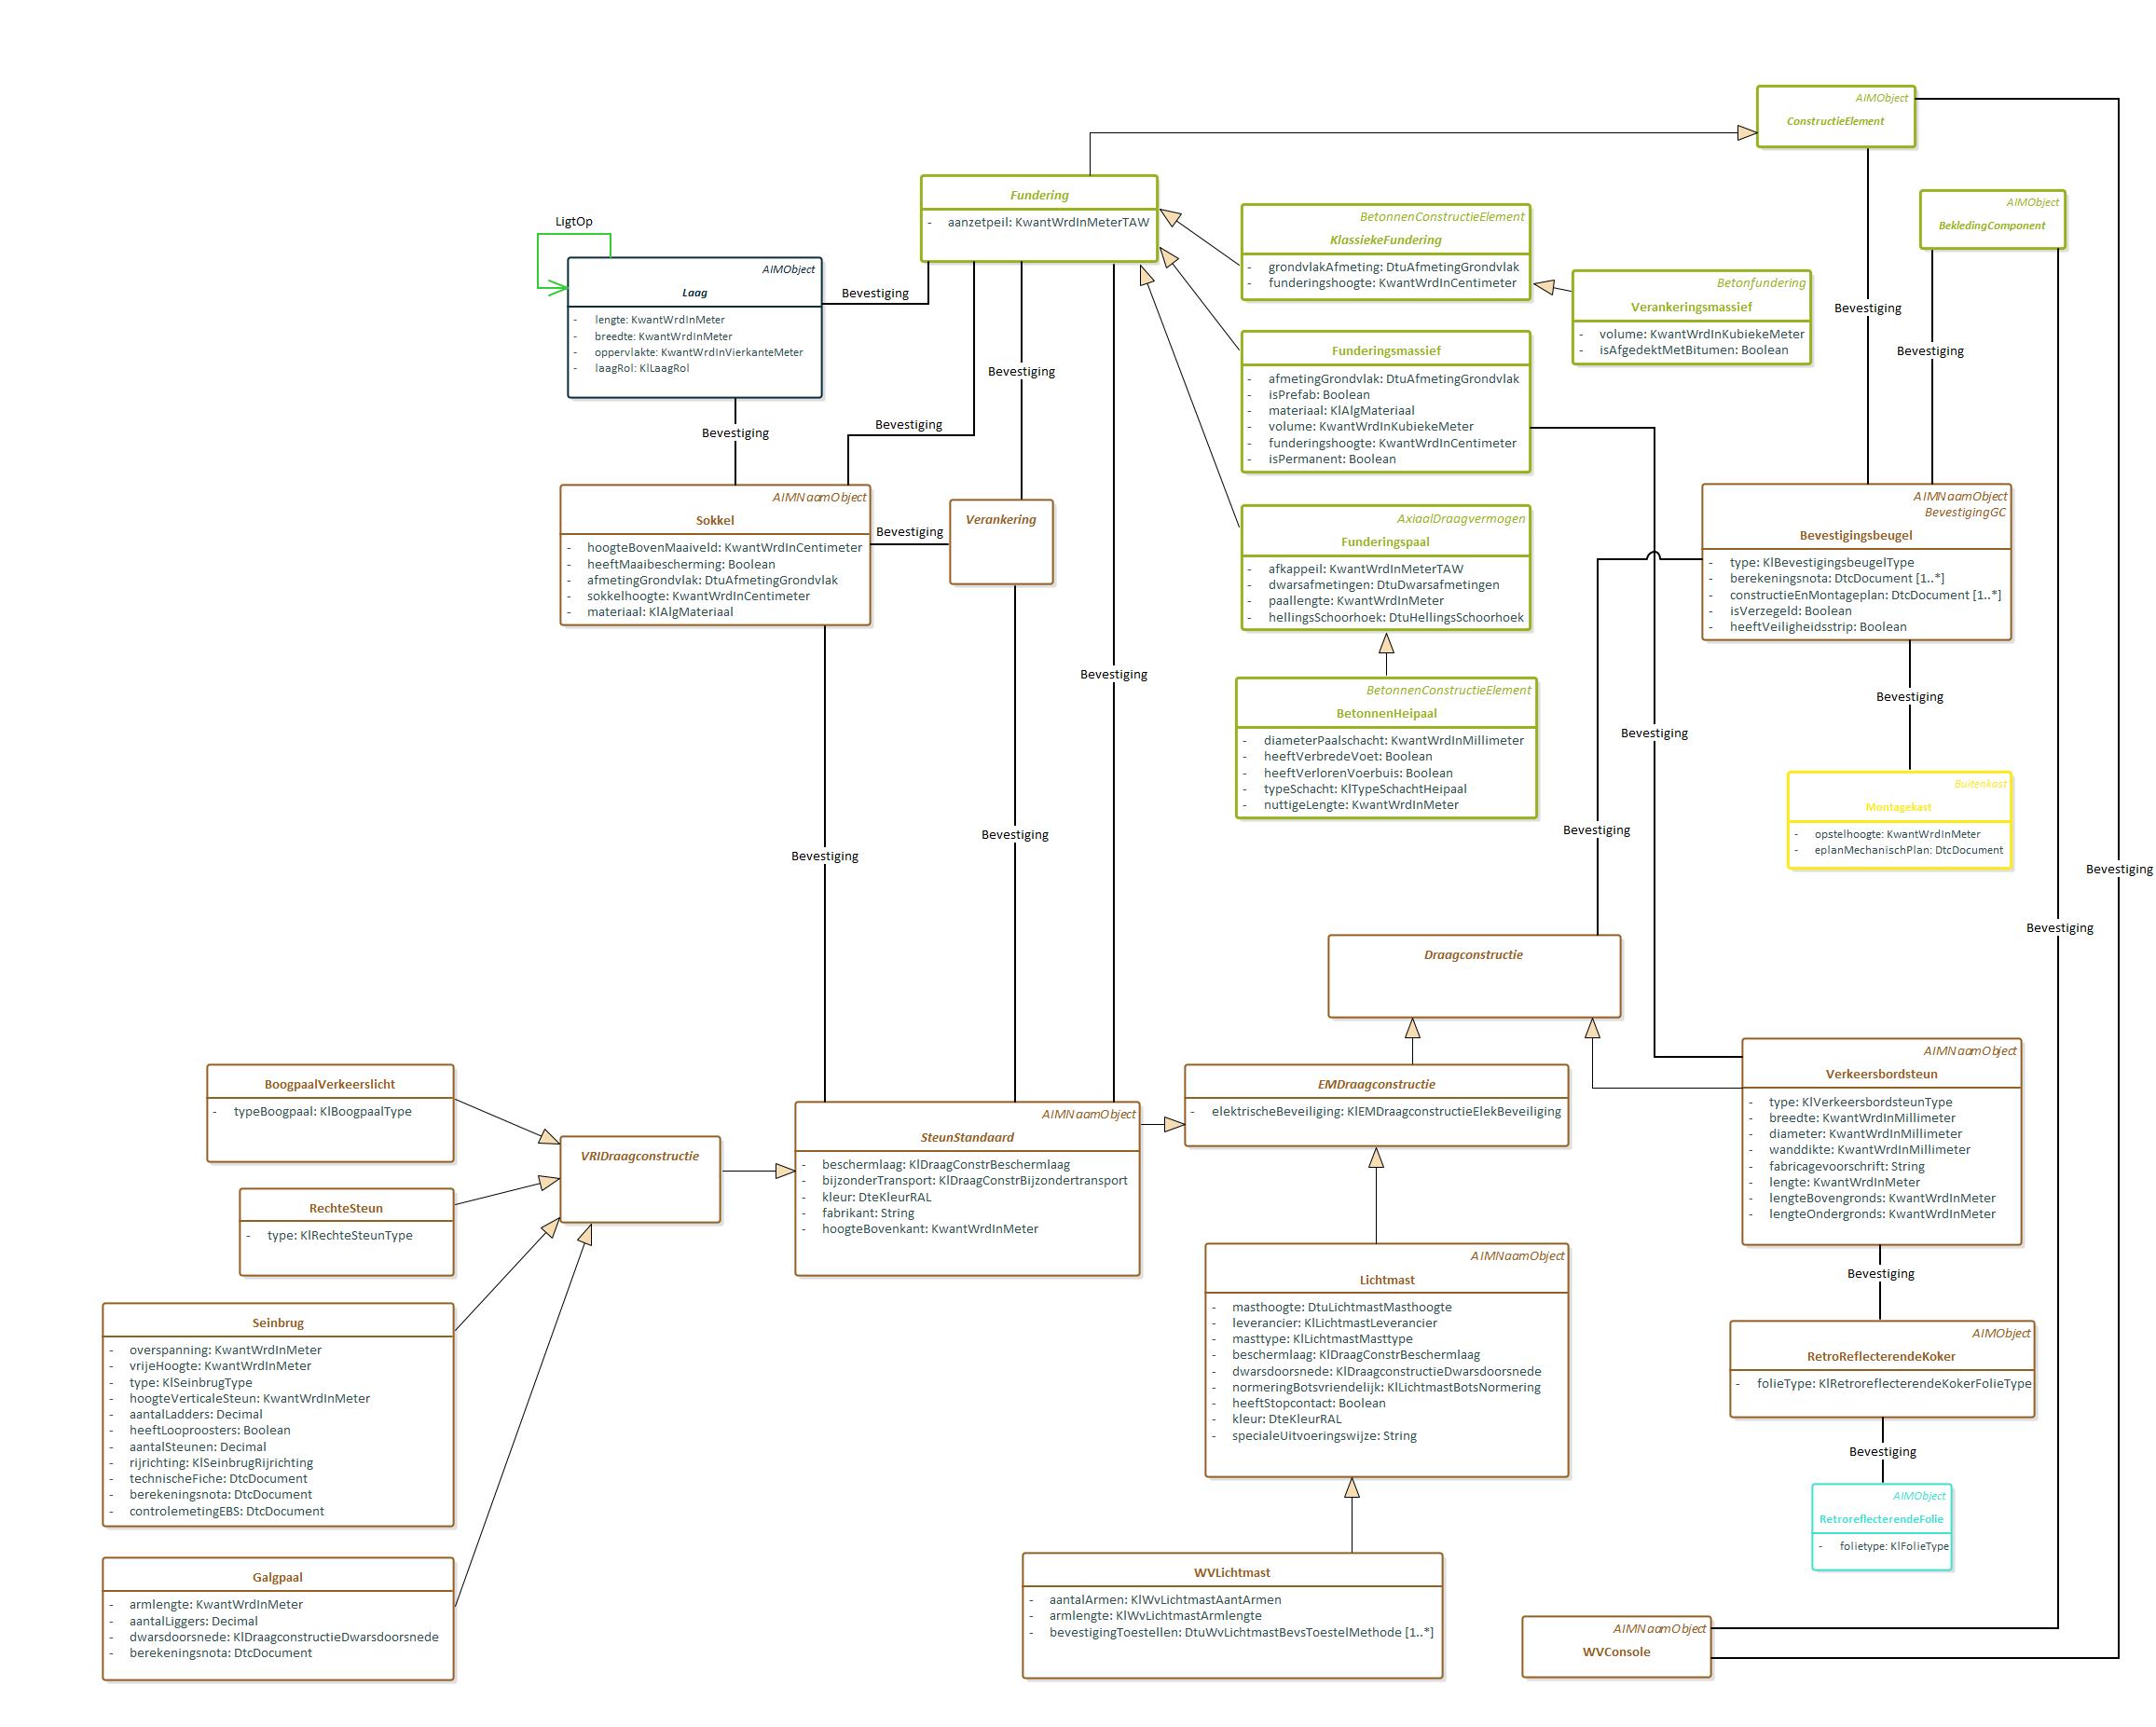 AIMObject
ConstructieElement
Fundering
- aanzetpeil: KwantWrdInMeterTAW
AIMObject
BekledingComponent
BetonnenConstructieElement
KlassiekeFundering
- grondvlakAfmeting: DtuAfmetingGrondvlak
- funderingshoogte: KwantWrdInCentimeter
LigtOp
AIMObject
Laag
- lengte: KwantWrdInMeter
- breedte: KwantWrdInMeter
- oppervlakte: KwantWrdInVierkanteMeter
- laagRol: KlLaagRol
Bevestiging
Betonfundering
Verankeringsmassief
- volume: KwantWrdInKubiekeMeter
- isAfgedektMetBitumen: Boolean
Bevestiging
Bevestiging
Bevestiging
Funderingsmassief
- afmetingGrondvlak: DtuAfmetingGrondvlak
- isPrefab: Boolean
- materiaal: KlAlgMateriaal
- volume: KwantWrdInKubiekeMeter
- funderingshoogte: KwantWrdInCentimeter
- isPermanent: Boolean
Bevestiging
Bevestiging
AIMNaamObject
Sokkel
- hoogteBovenMaaiveld: KwantWrdInCentimeter
- heeftMaaibescherming: Boolean
- afmetingGrondvlak: DtuAfmetingGrondvlak
- sokkelhoogte: KwantWrdInCentimeter
- materiaal: KlAlgMateriaal
Bevestiging
Verankering
AxiaalDraagvermogen
Funderingspaal
- afkappeil: KwantWrdInMeterTAW
- dwarsafmetingen: DtuDwarsafmetingen
- paallengte: KwantWrdInMeter
- hellingsSchoorhoek: DtuHellingsSchoorhoek
AIMNaamObject
BevestigingGC
Bevestigingsbeugel
- type: KlBevestigingsbeugelType
- berekeningsnota: DtcDocument [1..*]
- constructieEnMontageplan: DtcDocument [1..*]
- isVerzegeld: Boolean
- heeftVeiligheidsstrip: Boolean
Bevestiging
BetonnenConstructieElement
BetonnenHeipaal
- diameterPaalschacht: KwantWrdInMillimeter
- heeftVerbredeVoet: Boolean
- heeftVerlorenVoerbuis: Boolean
- typeSchacht: KlTypeSchachtHeipaal
- nuttigeLengte: KwantWrdInMeter
Bevestiging
Bevestiging
Buitenkast
Montagekast
- opstelhoogte: KwantWrdInMeter
- eplanMechanischPlan: DtcDocument
Bevestiging
Bevestiging
Bevestiging
Bevestiging
Bevestiging
Draagconstructie
BoogpaalVerkeerslicht
- typeBoogpaal: KlBoogpaalType
EMDraagconstructie
- elektrischeBeveiliging: KlEMDraagconstructieElekBeveiliging
AIMNaamObject
Verkeersbordsteun
- type: KlVerkeersbordsteunType
- breedte: KwantWrdInMillimeter
- diameter: KwantWrdInMillimeter
- wanddikte: KwantWrdInMillimeter
- fabricagevoorschrift: String
- lengte: KwantWrdInMeter
- lengteBovengronds: KwantWrdInMeter
- lengteOndergronds: KwantWrdInMeter
VRIDraagconstructie
AIMNaamObject
SteunStandaard
- beschermlaag: KlDraagConstrBeschermlaag
- bijzonderTransport: KlDraagConstrBijzondertransport
- kleur: DteKleurRAL
- fabrikant: String
- hoogteBovenkant: KwantWrdInMeter
RechteSteun
- type: KlRechteSteunType
Seinbrug
- overspanning: KwantWrdInMeter
- vrijeHoogte: KwantWrdInMeter
- type: KlSeinbrugType
- hoogteVerticaleSteun: KwantWrdInMeter
- aantalLadders: Decimal
- heeftLooproosters: Boolean
- aantalSteunen: Decimal
- rijrichting: KlSeinbrugRijrichting
- technischeFiche: DtcDocument
- berekeningsnota: DtcDocument
- controlemetingEBS: DtcDocument
AIMNaamObject
Lichtmast
- masthoogte: DtuLichtmastMasthoogte
- leverancier: KlLichtmastLeverancier
- masttype: KlLichtmastMasttype
- beschermlaag: KlDraagConstrBeschermlaag
- dwarsdoorsnede: KlDraagconstructieDwarsdoorsnede
- normeringBotsvriendelijk: KlLichtmastBotsNormering
- heeftStopcontact: Boolean
- kleur: DteKleurRAL
- specialeUitvoeringswijze: String
Bevestiging
AIMObject
RetroReflecterendeKoker
- folieType: KlRetroreflecterendeKokerFolieType
Bevestiging
AIMObject
RetroreflecterendeFolie
- folietype: KlFolieType
Galgpaal
- armlengte: KwantWrdInMeter
- aantalLiggers: Decimal
- dwarsdoorsnede: KlDraagconstructieDwarsdoorsnede
- berekeningsnota: DtcDocument
WVLichtmast
- aantalArmen: KlWvLichtmastAantArmen
- armlengte: KlWvLichtmastArmlengte
- bevestigingToestellen: DtuWvLichtmastBevsToestelMethode [1..*]
AIMNaamObject
WVConsole